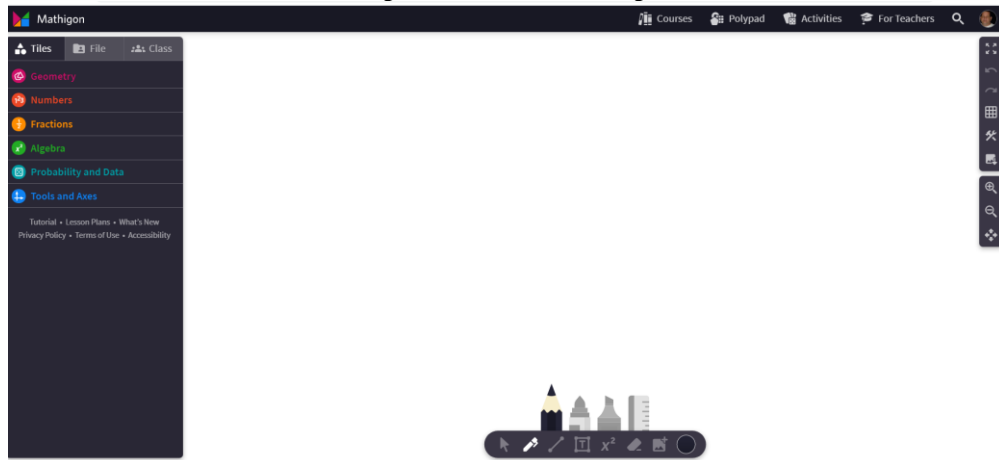 Mathigon
Courses
Polypad
Activities
For Teachers
Tiles
File
Class
Geometry
Numbers
Fractions
Algebra
Probability and Data
Tools and Axes
Tutorial • Lesson Plans • What's New
Privacy Policy • Terms of Use • Accessibility
T
x²